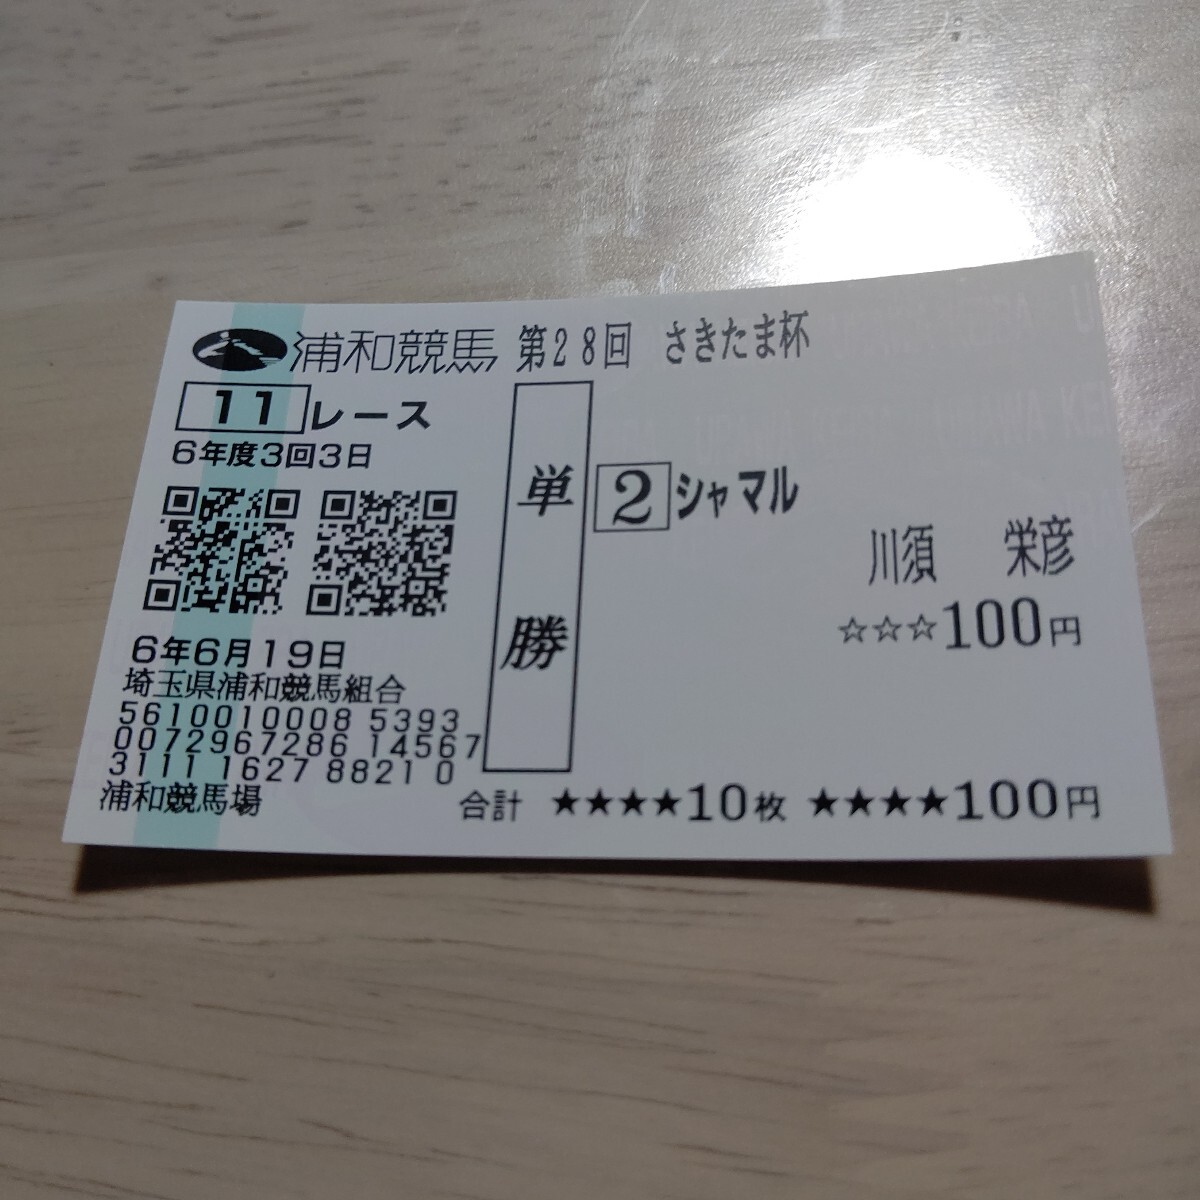 浦和競馬 第28回 さきたま杯
11レース
6年度3回3日
単勝
2 シャマル
川須 栄彦
☆☆☆100円
6年6月19日
埼玉県浦和競馬組合
5610010008 5393
0072967286 14567
3111 1627 88210
浦和競馬場
合計 ★★★★10枚 ★★★★100円